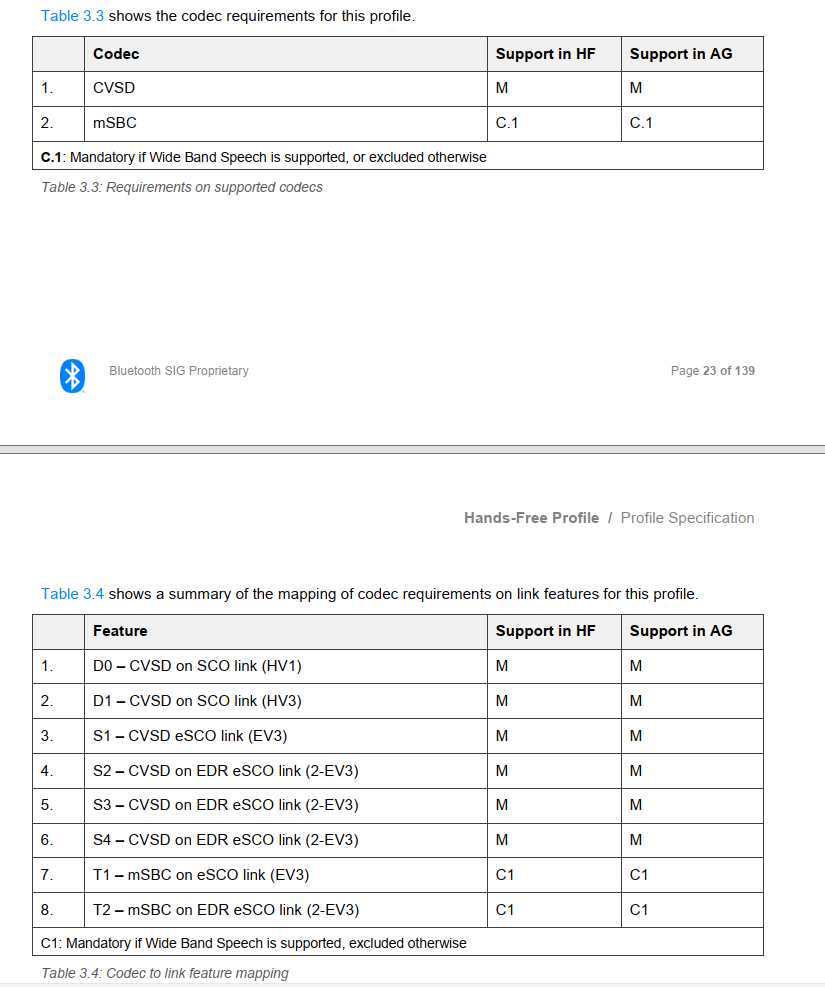 Table 3.3 shows the codec requirements for this profile.
Codec Support in HF Support in AG
1. CVSD M M
2. mSBC C.1 C.1
C.1: Mandatory if Wide Band Speech is supported, or excluded otherwise
Table 3.3: Requirements on supported codecs
Bluetooth SIG Proprietary Page 23 of 139
Hands-Free Profile / Profile Specification
Table 3.4 shows a summary of the mapping of codec requirements on link features for this profile.
Feature Support in HF Support in AG
1. D0 – CVSD on SCO link (HV1) M M
2. D1 – CVSD on SCO link (HV3) M M
3. S1 – CVSD eSCO link (EV3) M M
4. S2 – CVSD on EDR eSCO link (2-EV3) M M
5. S3 – CVSD on EDR eSCO link (2-EV3) M M
6. S4 – CVSD on EDR eSCO link (2-EV3) M M
7. T1 – mSBC on eSCO link (EV3) C1 C1
8. T2 – mSBC on EDR eSCO link (2-EV3) C1 C1
C1: Mandatory if Wide Band Speech is supported, excluded otherwise
Table 3.4: Codec to link feature mapping